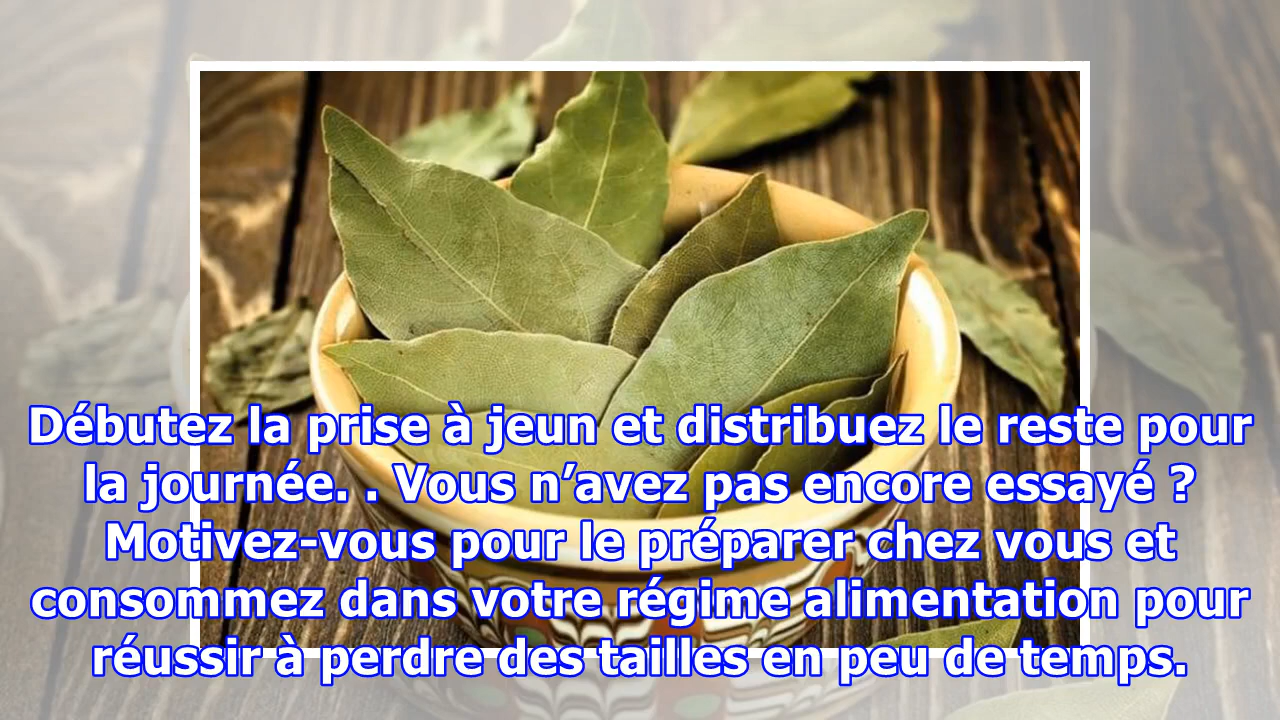 Débutez la prise à jeun et distribuez le reste pour
la journée. . Vous n’avez pas encore essayé ?
Motivez-vous pour le préparer chez vous et
consommez dans votre régime alimentation pour
réussir à perdre des tailles en peu de temps.